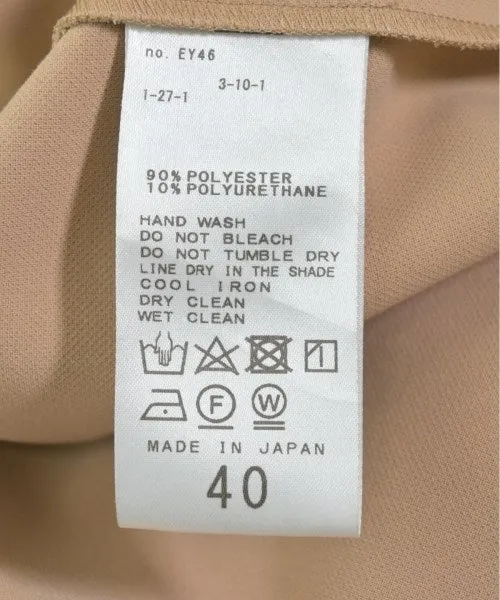 no. EY46
3-10-1
1-27-1
90% POLYESTER
10% POLYURETHANE
HAND WASH
DO NOT BLEACH
DO NOT TUMBLE DRY
LINE DRY IN THE SHADE
COOL IRON
DRY CLEAN
WET CLEAN
F W
MADE IN JAPAN
40